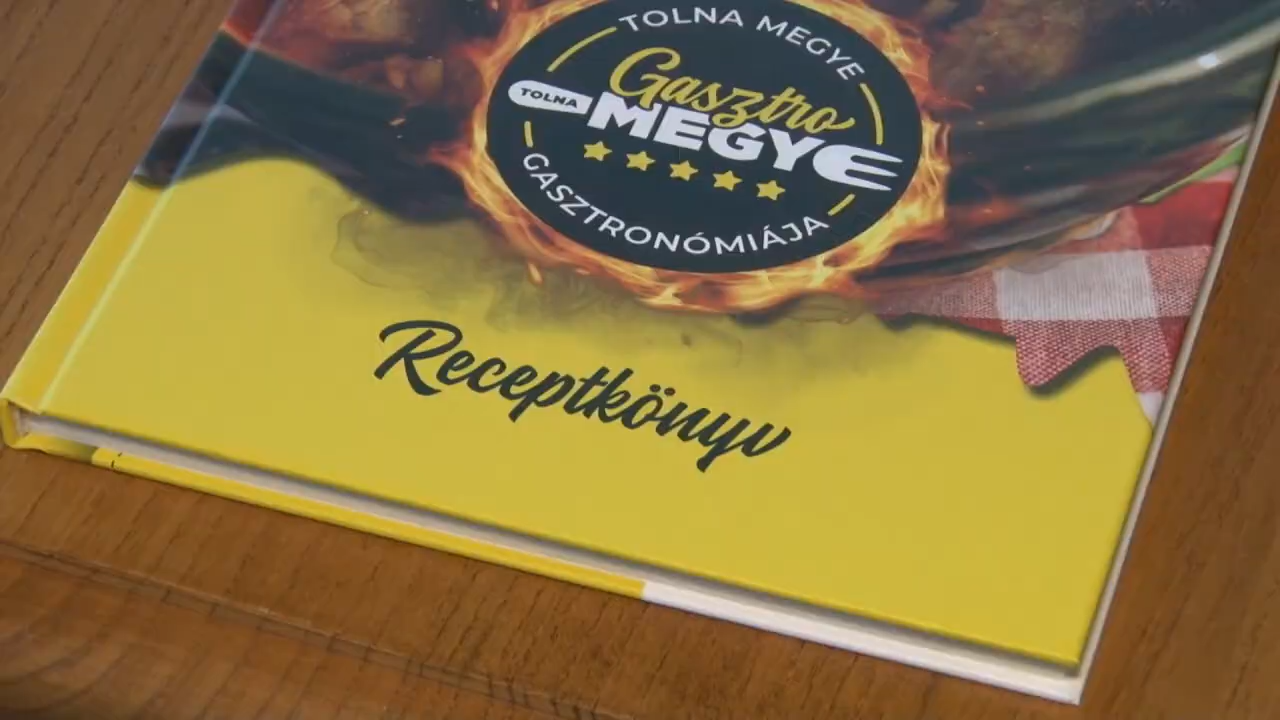 TOLNA MEGYE
Gasztro
TOLNA
MEGYE
GASZTRONÓMIÁJA
Receptkönyv